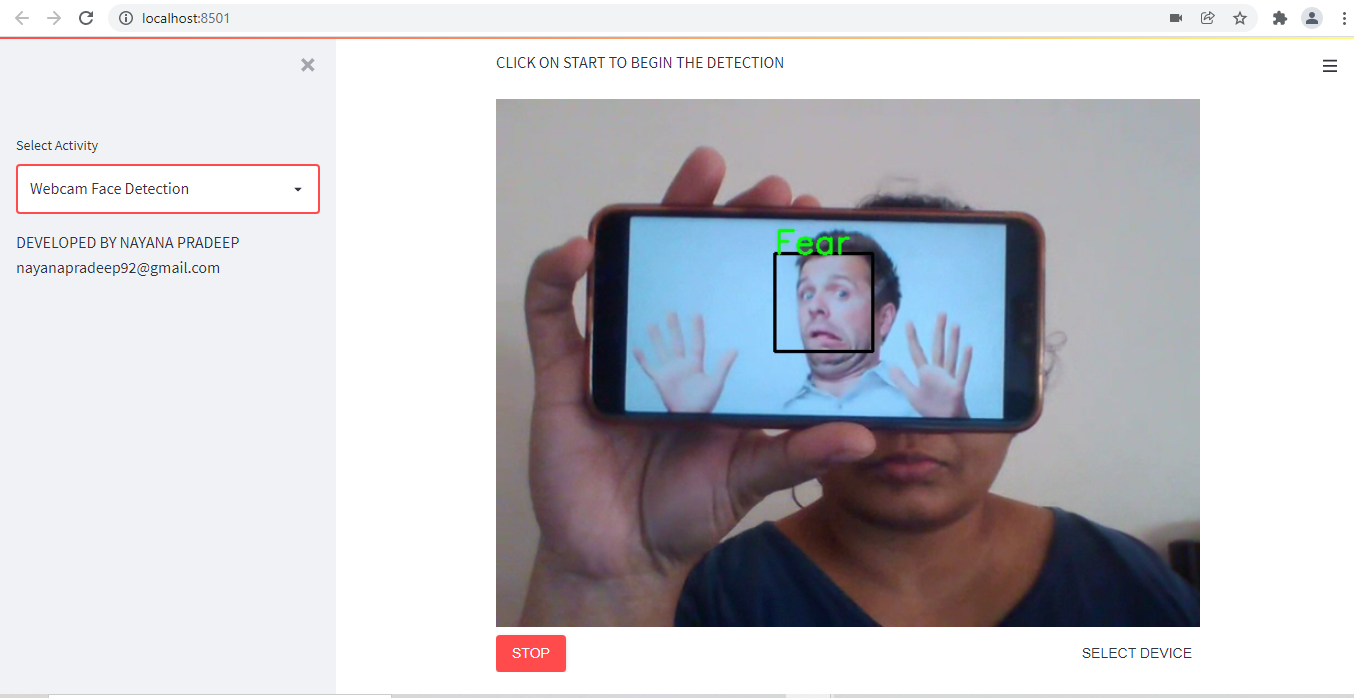 localhost:8501
CLICK ON START TO BEGIN THE DETECTION
Select Activity
Webcam Face Detection
DEVELOPED BY NAYANA PRADEEP
nayanapradeep92@gmail.com
Fear
STOP
SELECT DEVICE